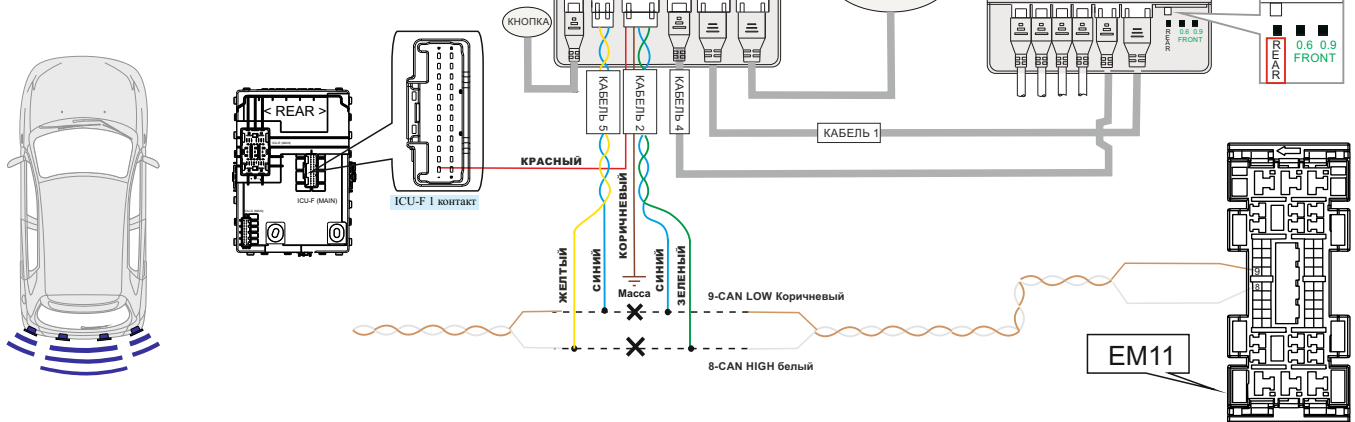 КНОПКА
REAR
0.6 0.9
FRONT
REAR
0.6 0.9
FRONT
< REAR >
КАБЕЛЬ 5
КАБЕЛЬ 2
КАБЕЛЬ 4
КАБЕЛЬ 1
КРАСНЫЙ
ICU-F (MAIN)
ICU-F 1 контакт
КОРИЧНЕВЫЙ
ЖЕЛТЫЙ
СИНИЙ
СИНИЙ
ЗЕЛЕНЫЙ
Масса
9-CAN LOW Коричневый
8-CAN HIGH белый
9
8
EM11